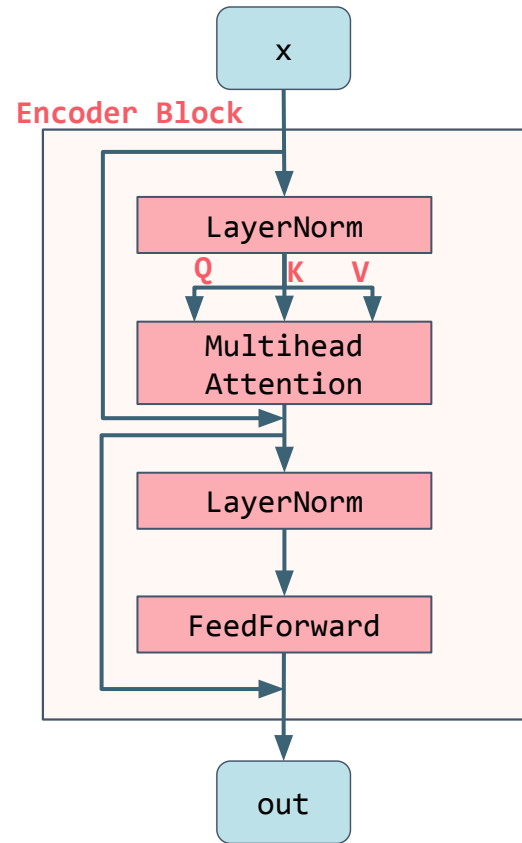 x
Encoder Block
LayerNorm
Q K V
Multihead
Attention
LayerNorm
FeedForward
out